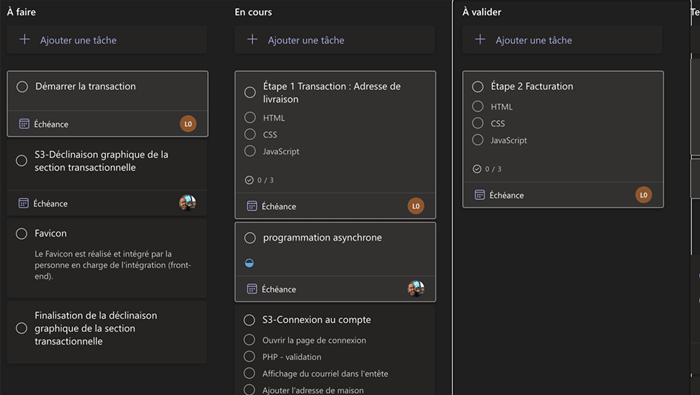 À faire
Ajouter une tâche
Démarrer la transaction
Échéance
LO
S3-Déclinaison graphique de la
section transactionnelle
Échéance
Favicon
Le Favicon est réalisé et intégré par la
personne en charge de l'intégration (front-
end).
Finalisation de la déclinaison
graphique de la section
transactionnelle
En cours
Ajouter une tâche
Étape 1 Transaction : Adresse de
livraison
HTML
CSS
JavaScript
0 / 3
Échéance
LO
programmation asynchrone
Échéance
S3-Connexion au compte
Ouvrir la page de connexion
PHP - validation
Affichage du courriel dans l'entête
Ajouter l'adresse de maison
À valider
Ajouter une tâche
Étape 2 Facturation
HTML
CSS
JavaScript
0 / 3
Échéance
LO
Te